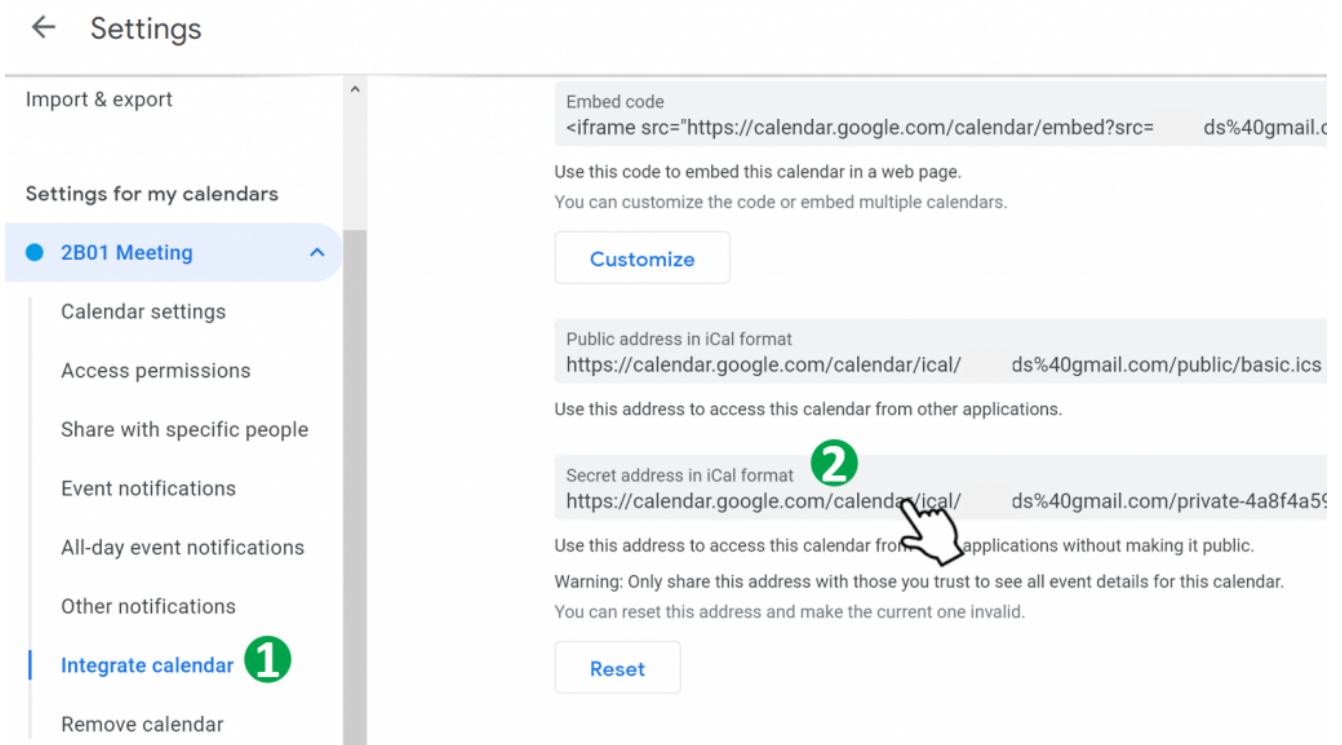 Settings
Import & export
Settings for my calendars
2B01 Meeting
Calendar settings
Access permissions
Share with specific people
Event notifications
All-day event notifications
Other notifications
Integrate calendar 1
Remove calendar
Embed code
<iframe src="https://calendar.google.com/calendar/embed?src= ds%40gmail.c
Use this code to embed this calendar in a web page.
You can customize the code or embed multiple calendars.
Customize
Public address in iCal format
https://calendar.google.com/calendar/ical/ ds%40gmail.com/public/basic.ics
Use this address to access this calendar from other applications.
Secret address in iCal format 2
https://calendar.google.com/calendar/ical/ ds%40gmail.com/private-4a8f4a59
Use this address to access this calendar from applications without making it public.
Warning: Only share this address with those you trust to see all event details for this calendar.
You can reset this address and make the current one invalid.
Reset